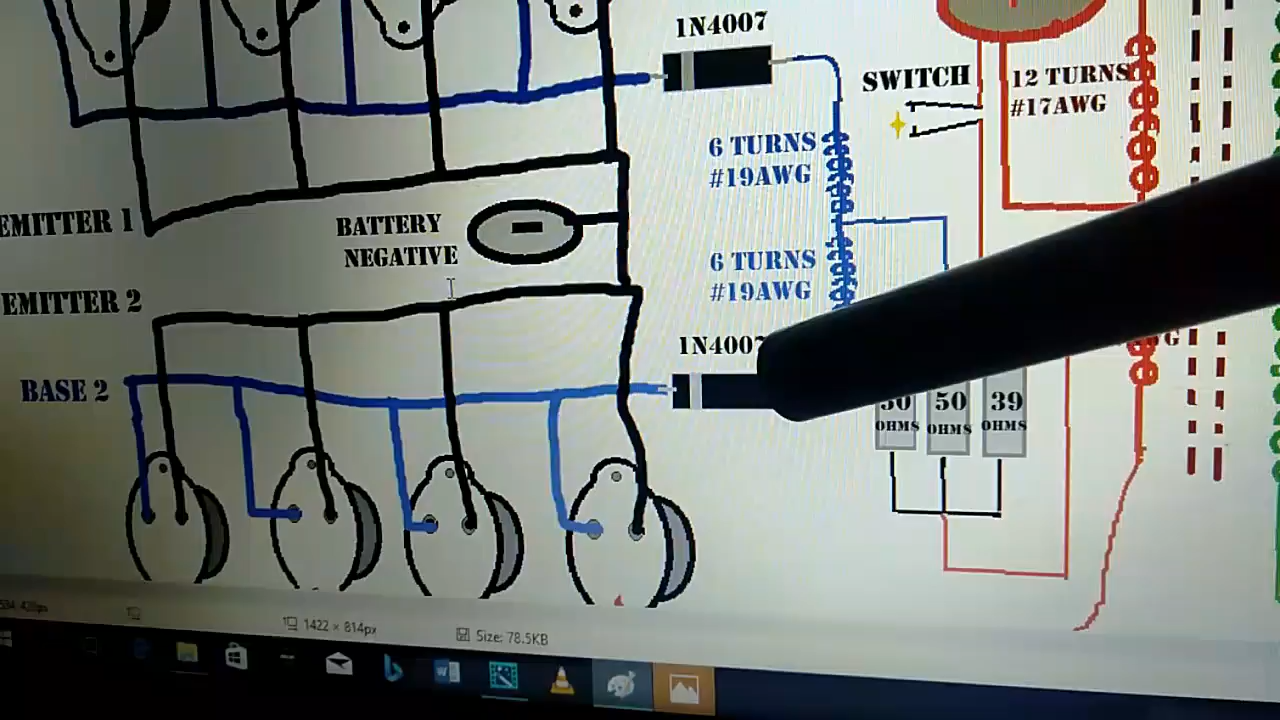 1N4007
SWITCH
12 TURNS
#17AWG
6 TURNS
#19AWG
EMITTER 1
BATTERY
NEGATIVE
6 TURNS
#19AWG
EMITTER 2
1N4007
BASE 2
50
OHMS
39
OHMS
OHMS
1422 × 814px
Size: 78.5KB